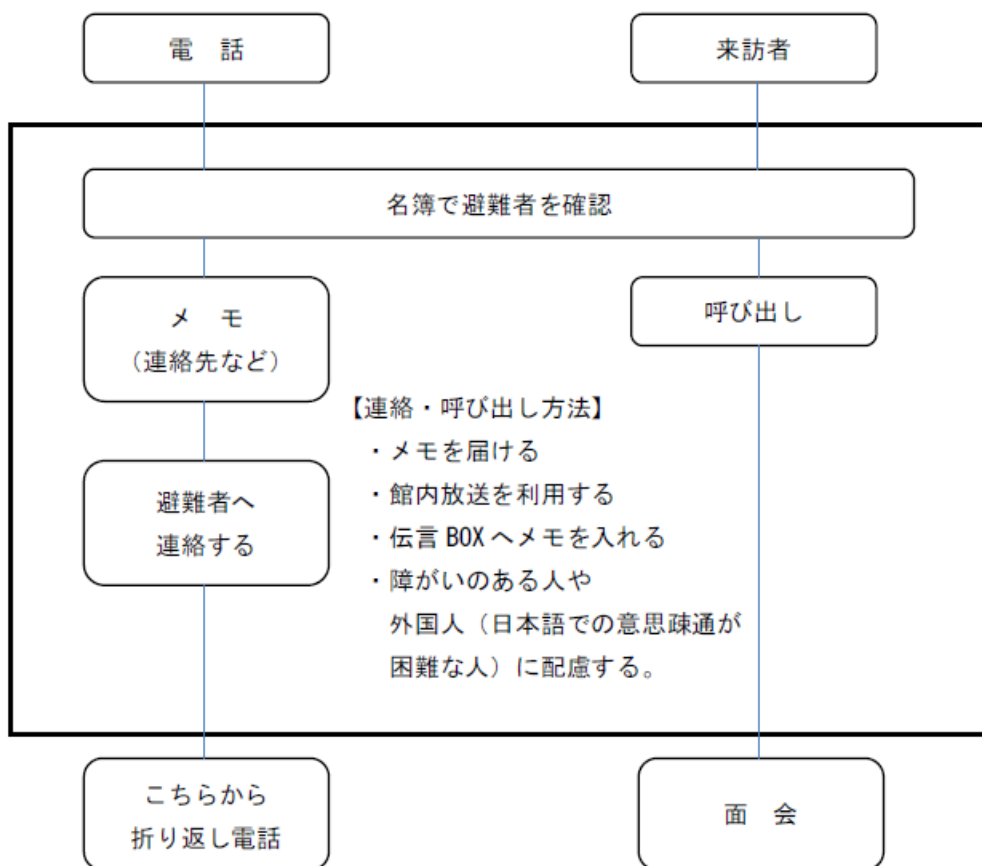 電　話
来訪者
名簿で避難者を確認
メ　モ
（連絡先など）
呼び出し
【連絡・呼び出し方法】
・メモを届ける
・館内放送を利用する
・伝言 BOX へメモを入れる
・障がいのある人や
外国人（日本語での意思疎通が
困難な人）に配慮する。
避難者へ
連絡する
こちらから
折り返し電話
面　会